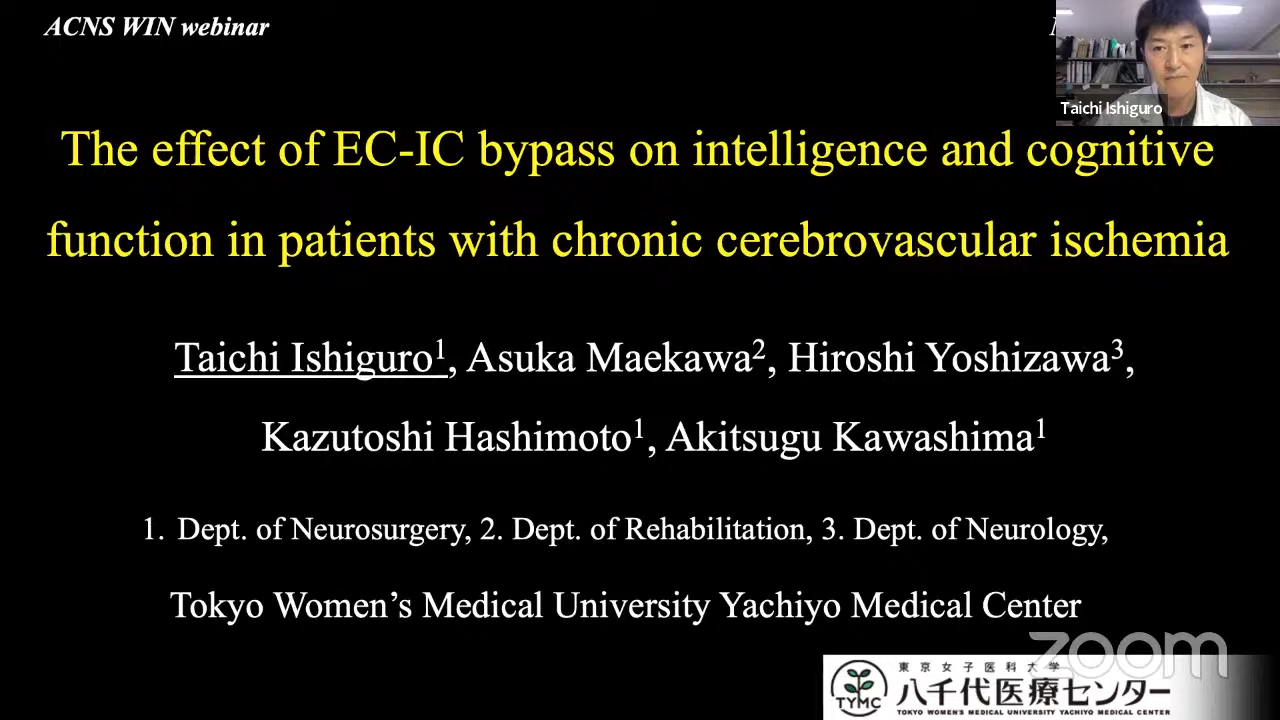 ACNS WIN webinar
Taichi Ishiguro
The effect of EC-IC bypass on intelligence and cognitive
function in patients with chronic cerebrovascular ischemia
Taichi Ishiguro¹, Asuka Maekawa², Hiroshi Yoshizawa³,
Kazutoshi Hashimoto¹, Akitsugu Kawashima¹
1. Dept. of Neurosurgery, 2. Dept. of Rehabilitation, 3. Dept. of Neurology,
Tokyo Women's Medical University Yachiyo Medical Center
zoom
東京女子医科大学
八千代医療センター
TYMC
TOKYO WOMEN'S MEDICAL UNIVERSITY YACHIYO MEDICAL CENTER